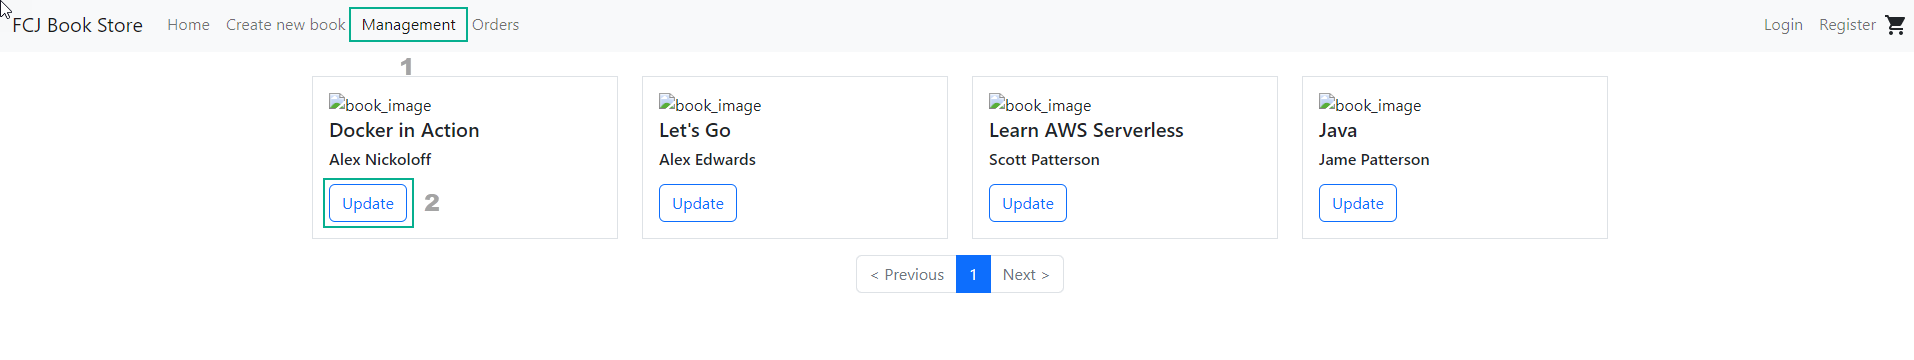 FCJ Book Store Home Create new book Management Orders Login Register
1
book_image book_image book_image book_image
Docker in Action Let's Go Learn AWS Serverless Java
Alex Nickoloff Alex Edwards Scott Patterson Jame Patterson
Update 2 Update Update Update
< Previous 1 Next >